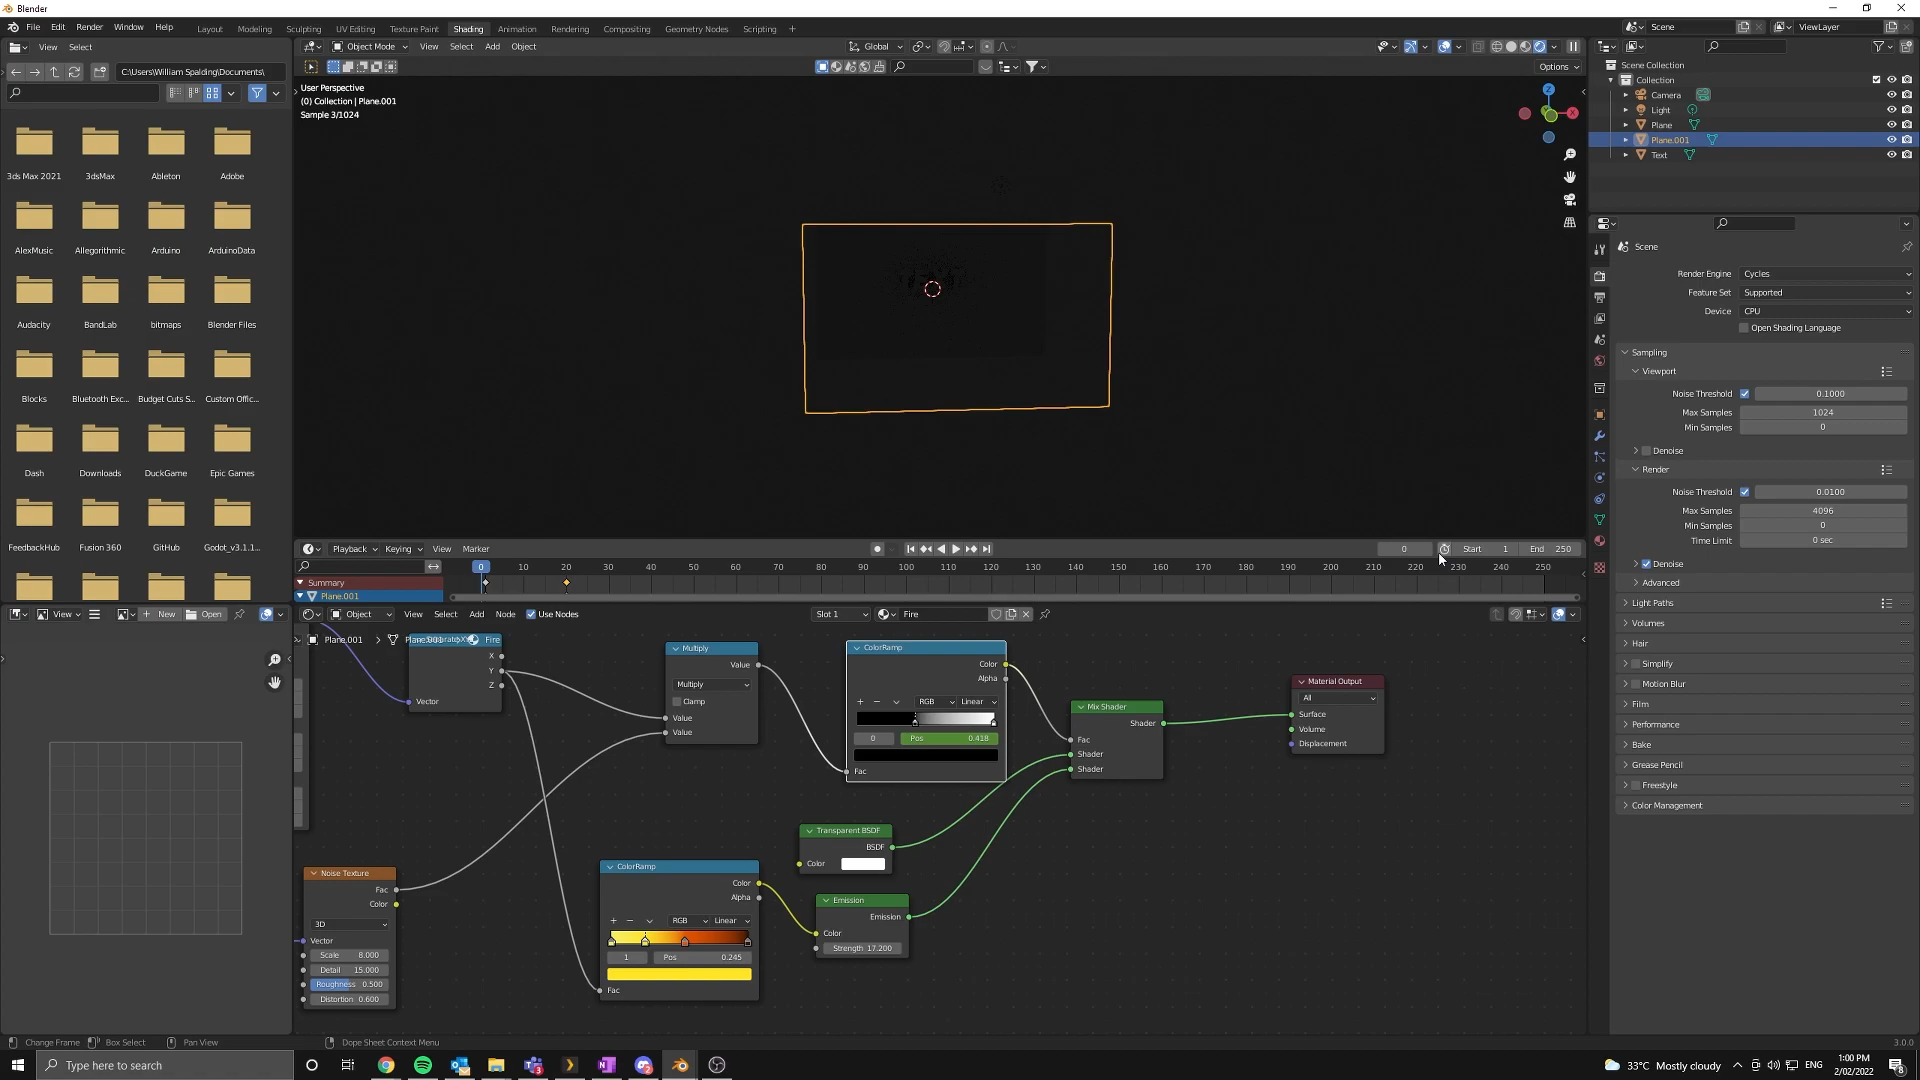 Blender
File Edit Render Window Help Layout Modeling Sculpting UV Editing Texture Paint Shading Animation Rendering Compositing Geometry Nodes Scripting + Scene ViewLayer
View Select
Object Mode View Select Add Object Global
C:\Users\William Spalding\Documents\
Options
User Perspective
(0) Collection | Plane.001
Sample 3/1024
Z
X
Scene Collection
Collection
Camera
Light
Plane
Plane.001
Text
3ds Max 2021 3dsMax Ableton Adobe
AlexMusic Allegorithmic Arduino ArduinoData
Audacity BandLab bitmaps Blender Files
Blocks Bluetooth Exc... Budget Cuts S... Custom Offic...
Dash Downloads DuckGame Epic Games
FeedbackHub Fusion 360 GitHub Godot_v3.1.1...
Scene
Render Engine Cycles
Feature Set Supported
Device CPU
Open Shading Language
Sampling
Viewport
Noise Threshold 0.1000
Max Samples 1024
Min Samples 0
Denoise
Render
Noise Threshold 0.0100
Max Samples 4096
Min Samples 0
Time Limit 0 sec
Denoise
Advanced
Light Paths
Volumes
Hair
Simplify
Motion Blur
Film
Performance
Bake
Grease Pencil
Freestyle
Color Management
Playback Keying View Marker 0 Start 1 End 250
0 10 20 30 40 50 60 70 80 90 100 110 120 130 140 150 160 170 180 190 200 210 220 230 240 250
Summary
Plane.001
View New Open
Object View Select Add Node Use Nodes Slot 1 Fire
Plane.001 > Fire
X
Y
Z
Vector
Multiply
Value
Multiply
Clamp
Value
Value
ColorRamp
Color
Alpha
+ − RGB Linear
0 Pos 0.418
Fac
Mix Shader
Shader
Fac
Shader
Shader
Material Output
All
Surface
Volume
Displacement
Transparent BSDF
BSDF
Color
Noise Texture
Fac
Color
3D
Vector
Scale 8.000
Detail 15.000
Roughness 0.500
Distortion 0.600
ColorRamp
Color
Alpha
+ − RGB Linear
1 Pos 0.245
Fac
Emission
Emission
Color
Strength 17.200
Change Frame Box Select Pan View Dope Sheet Context Menu 3.0.0
Type here to search
33°C Mostly cloudy ENG
1:00 PM
2/02/2022